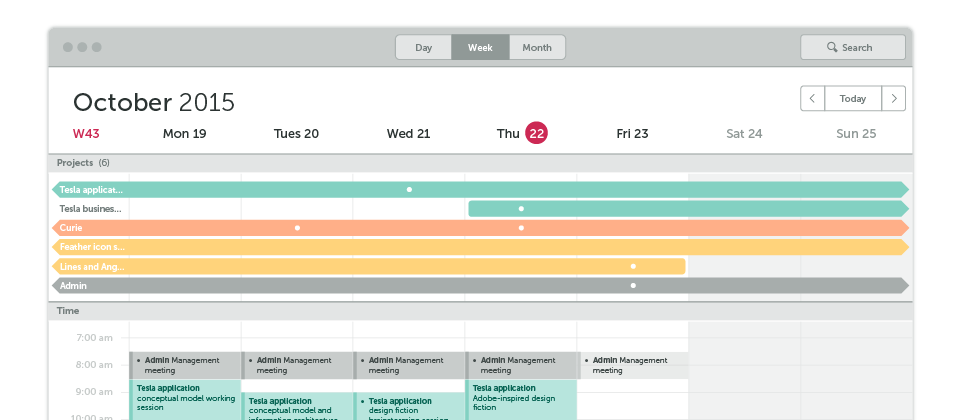 Day Week Month Search
October 2015 Today
W43 Mon 19 Tues 20 Wed 21 Thu 22 Fri 23 Sat 24 Sun 25
Projects (6)
Tesla applicat...
Tesla busines...
Curie
Feather icon s...
Lines and Ang...
Admin
Time
7:00 am
8:00 am
Admin Management
meeting
Admin Management
meeting
Admin Management
meeting
Admin Management
meeting
Admin Management
meeting
9:00 am
Tesla application
conceptual model working
session
Tesla application
conceptual model and
information architecture
Tesla application
design fiction
brainstorming session
Tesla application
Adobe-inspired design
fiction
10:00 am